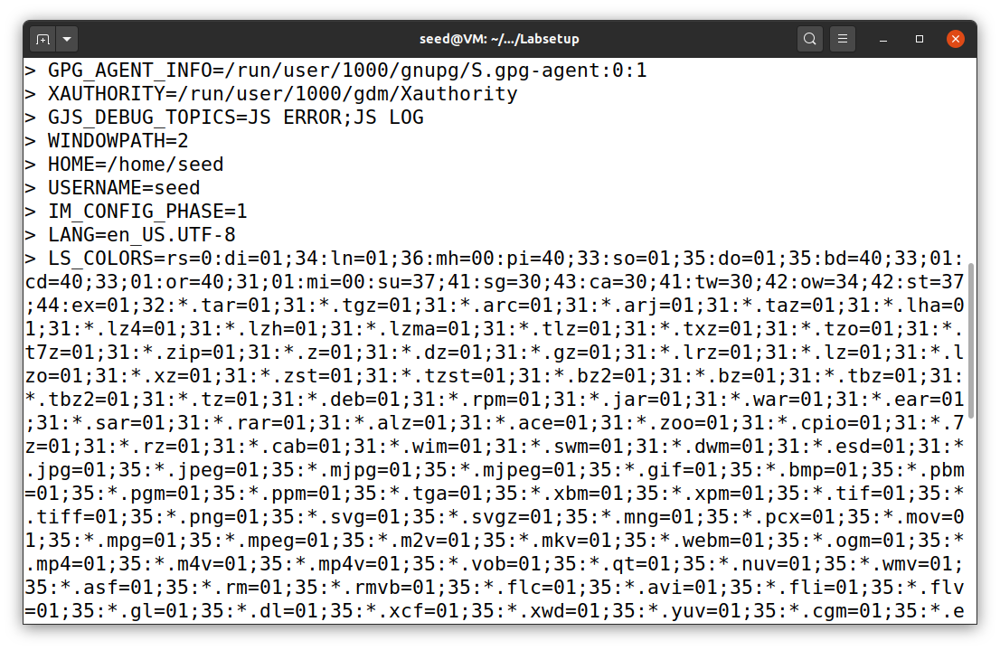 seed@VM: ~/.../Labsetup
> GPG_AGENT_INFO=/run/user/1000/gnupg/S.gpg-agent:0:1
> XAUTHORITY=/run/user/1000/gdm/Xauthority
> GJS_DEBUG_TOPICS=JS ERROR;JS LOG
> WINDOWPATH=2
> HOME=/home/seed
> USERNAME=seed
> IM_CONFIG_PHASE=1
> LANG=en_US.UTF-8
> LS_COLORS=rs=0:di=01;34:ln=01;36:mh=00:pi=40;33:so=01;35:do=01;35:bd=40;33;01:
cd=40;33;01:or=40;31;01:mi=00:su=37;41:sg=30;43:ca=30;41:tw=30;42:ow=34;42:st=37
;44:ex=01;32:*.tar=01;31:*.tgz=01;31:*.arc=01;31:*.arj=01;31:*.taz=01;31:*.lha=0
1;31:*.lz4=01;31:*.lzh=01;31:*.lzma=01;31:*.tlz=01;31:*.txz=01;31:*.tzo=01;31:*.
t7z=01;31:*.zip=01;31:*.z=01;31:*.dz=01;31:*.gz=01;31:*.lrz=01;31:*.lz=01;31:*.l
zo=01;31:*.xz=01;31:*.zst=01;31:*.tzst=01;31:*.bz2=01;31:*.bz=01;31:*.tbz=01;31:
*.tbz2=01;31:*.tz=01;31:*.deb=01;31:*.rpm=01;31:*.jar=01;31:*.war=01;31:*.ear=01
;31:*.sar=01;31:*.rar=01;31:*.alz=01;31:*.ace=01;31:*.zoo=01;31:*.cpio=01;31:*.7
z=01;31:*.rz=01;31:*.cab=01;31:*.wim=01;31:*.swm=01;31:*.dwm=01;31:*.esd=01;31:*
.jpg=01;35:*.jpeg=01;35:*.mjpg=01;35:*.mjpeg=01;35:*.gif=01;35:*.bmp=01;35:*.pbm
=01;35:*.pgm=01;35:*.ppm=01;35:*.tga=01;35:*.xbm=01;35:*.xpm=01;35:*.tif=01;35:*
.tiff=01;35:*.png=01;35:*.svg=01;35:*.svgz=01;35:*.mng=01;35:*.pcx=01;35:*.mov=0
1;35:*.mpg=01;35:*.mpeg=01;35:*.m2v=01;35:*.mkv=01;35:*.webm=01;35:*.ogm=01;35:*
.mp4=01;35:*.m4v=01;35:*.mp4v=01;35:*.vob=01;35:*.qt=01;35:*.nuv=01;35:*.wmv=01;
35:*.asf=01;35:*.rm=01;35:*.rmvb=01;35:*.flc=01;35:*.avi=01;35:*.fli=01;35:*.flv
=01;35:*.gl=01;35:*.dl=01;35:*.xcf=01;35:*.xwd=01;35:*.yuv=01;35:*.cgm=01;35:*.e